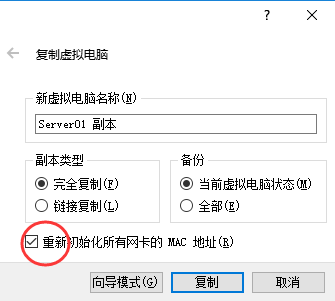 复制虚拟电脑
新虚拟电脑名称(N)
Server01 副本
副本类型
完全复制(F)
链接复制(L)
备份
当前虚拟电脑状态(M)
全部(E)
重新初始化所有网卡的 MAC 地址(R)
向导模式(G) 复制 取消